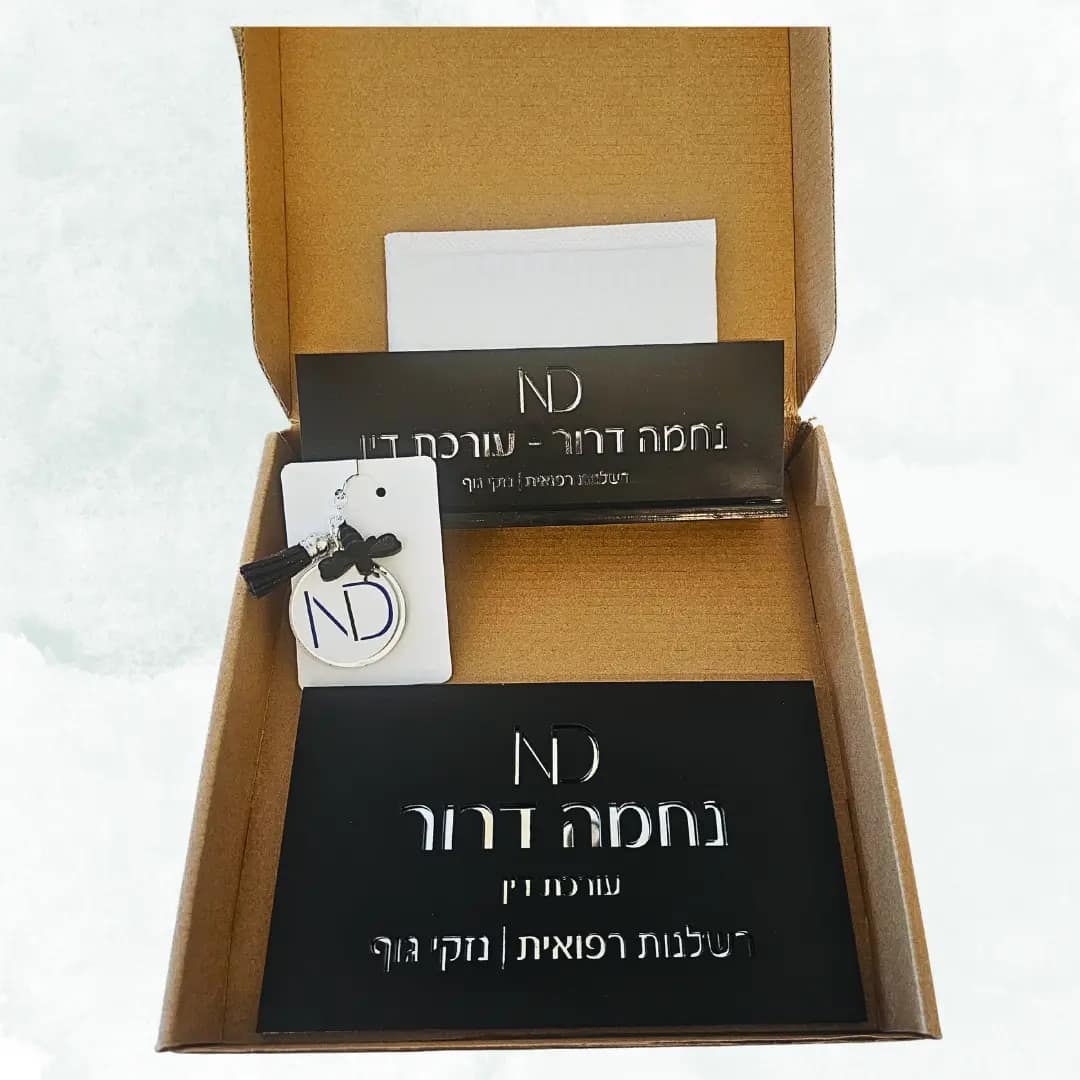 ND
נחמה דרור - עורכת דין
רשלנות רפואית | נזקי גוף
ND
ND
נחמה דרור
עורכת דין
רשלנות רפואית | נזקי גוף